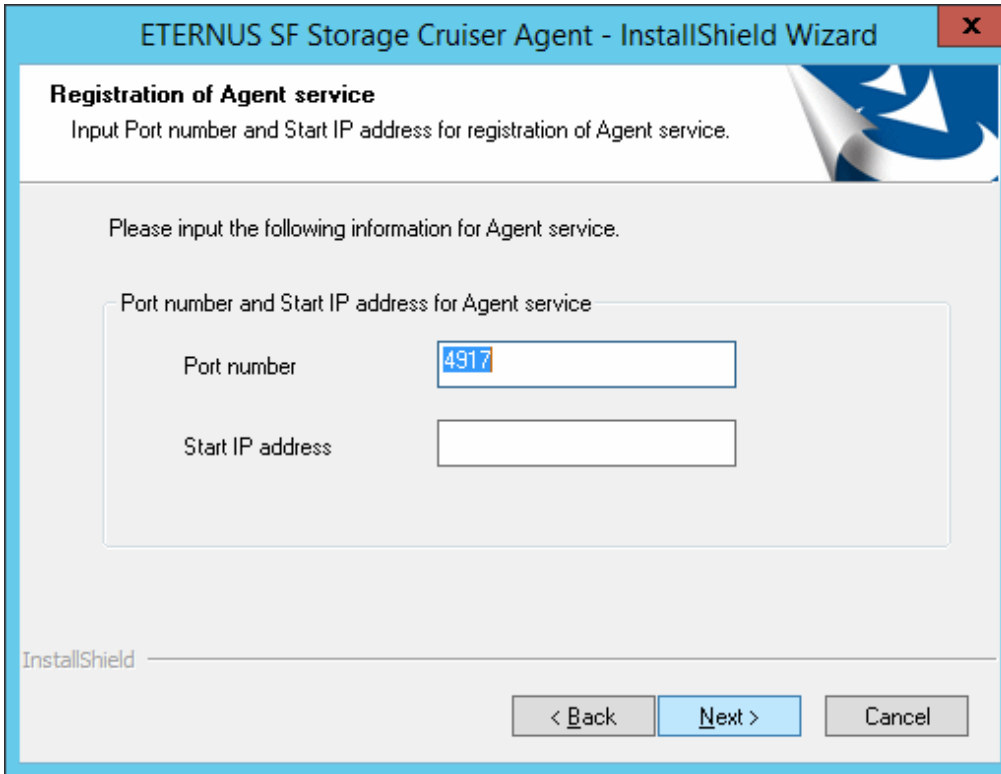 ETERNUS SF Storage Cruiser Agent - InstallShield Wizard
x
Registration of Agent service
Input Port number and Start IP address for registration of Agent service.
Please input the following information for Agent service.
Port number and Start IP address for Agent service
Port number 4917
Start IP address
InstallShield
< Back Next > Cancel